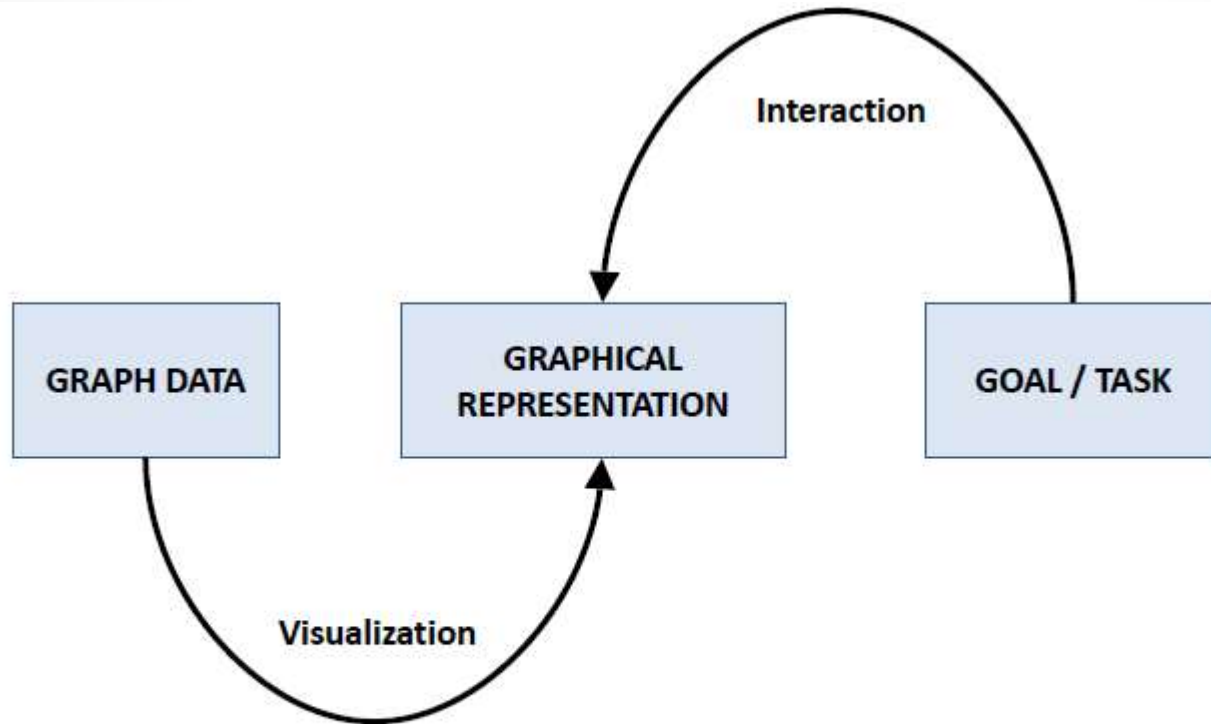 Interaction
GRAPH DATA
GRAPHICAL
REPRESENTATION
GOAL / TASK
Visualization